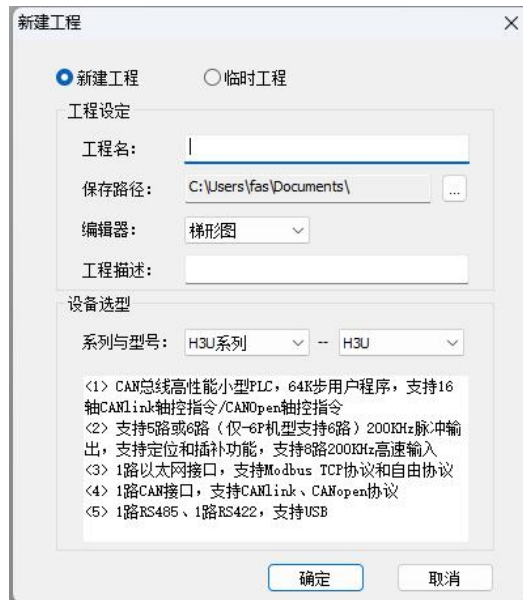 新建工程
新建工程 临时工程
工程设定
工程名：
保存路径： C:\Users\fas\Documents\ ...
编辑器： 梯形图
工程描述：
设备选型
系列与型号： H3U系列 -- H3U
<1> CAN总线高性能小型PLC，64K步用户程序，支持16
轴CANlink轴控指令/CANOpen轴控指令
<2> 支持5路或6路（仅-6P机型支持6路）200KHz脉冲输
出，支持定位和插补功能，支持8路200KHz高速输入
<3> 1路以太网接口，支持Modbus TCP协议和自由协议
<4> 1路CAN接口，支持CANlink、CANopen协议
<5> 1路RS485、1路RS422，支持USB
确定 取消